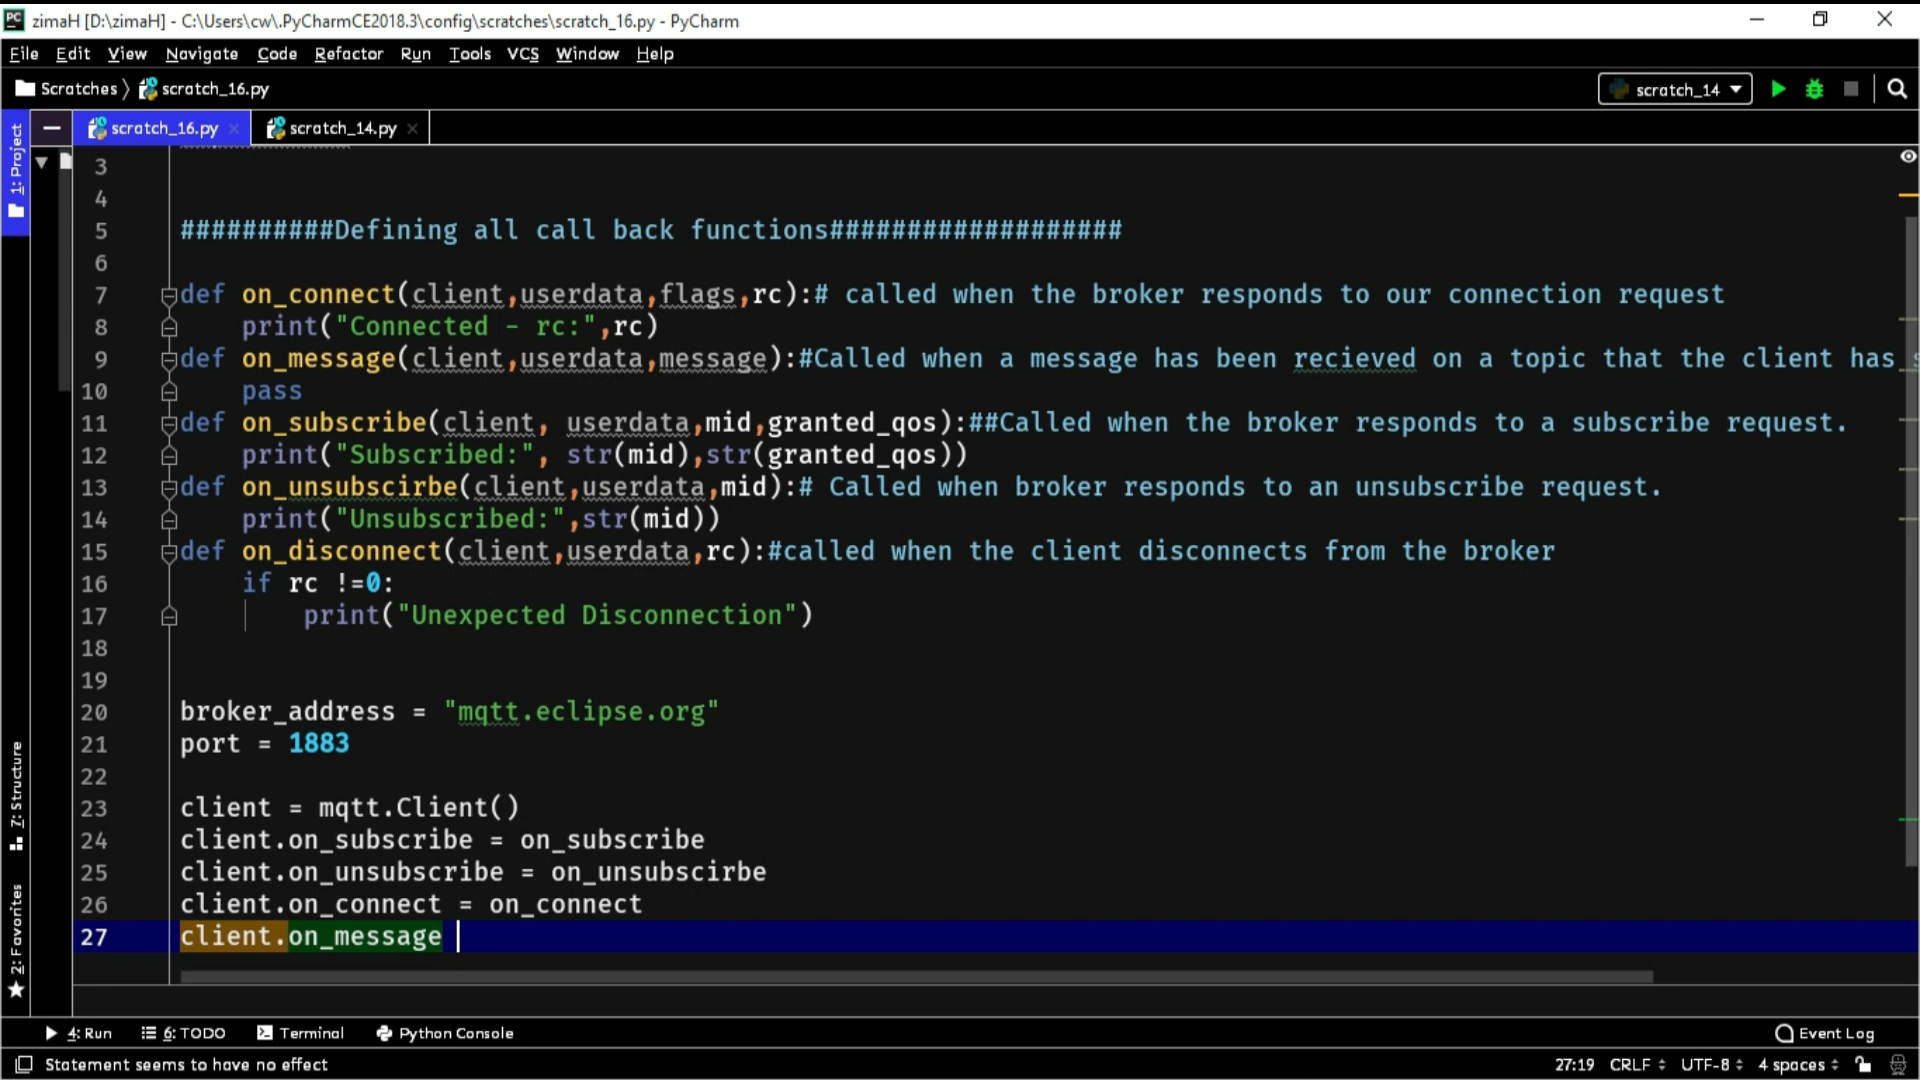 zimaH [D:\zimaH] - C:\Users\cw\.PyCharmCE2018.3\config\scratches\scratch_16.py - PyCharm
File Edit View Navigate Code Refactor Run Tools VCS Window Help
Scratches scratch_16.py scratch_14
scratch_16.py scratch_14.py
1: Project
7: Structure
2: Favorites
3
4
5 ##########Defining all call back functions###################
6
7 def on_connect(client,userdata,flags,rc):# called when the broker responds to our connection request
8 print("Connected - rc:",rc)
9 def on_message(client,userdata,message):#Called when a message has been recieved on a topic that the client has
10 pass
11 def on_subscribe(client, userdata,mid,granted_qos):##Called when the broker responds to a subscribe request.
12 print("Subscribed:", str(mid),str(granted_qos))
13 def on_unsubscirbe(client,userdata,mid):# Called when broker responds to an unsubscribe request.
14 print("Unsubscribed:",str(mid))
15 def on_disconnect(client,userdata,rc):#called when the client disconnects from the broker
16 if rc !=0:
17 print("Unexpected Disconnection")
18
19
20 broker_address = "mqtt.eclipse.org"
21 port = 1883
22
23 client = mqtt.Client()
24 client.on_subscribe = on_subscribe
25 client.on_unsubscribe = on_unsubscirbe
26 client.on_connect = on_connect
27 client.on_message
4: Run 6: TODO Terminal Python Console Event Log
Statement seems to have no effect 27:19 CRLF UTF-8 4 spaces